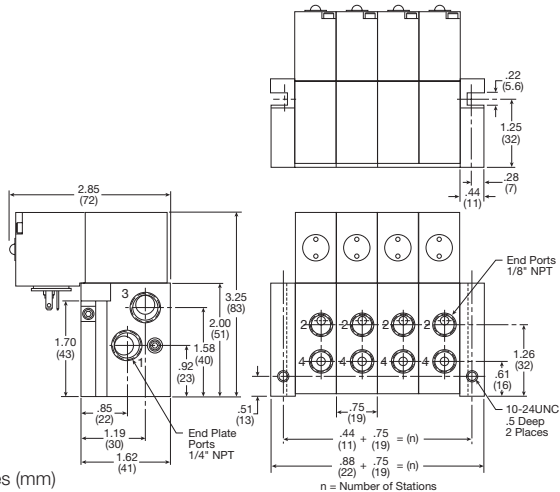 .22
(5.6)
1.25
(32)
.28
(7)
.44
(11)
2.85
(72)
3
1
1.70
(43)
.92
(23)
1.58
(40)
2.00
(51)
3.25
(83)
.85
(22)
1.19
(30)
1.62
(41)
End Plate
Ports
1/4" NPT
End Ports
1/8" NPT
2 2 2 2
4 4 4 4
1.26
(32)
.61
(16)
.51
(13)
.75
(19)
10-24UNC
.5 Deep
2 Places
.44 + .75 = (n)
(11) (19)
.88 + .75 = (n)
(22) (19)
n = Number of Stations
es (mm)